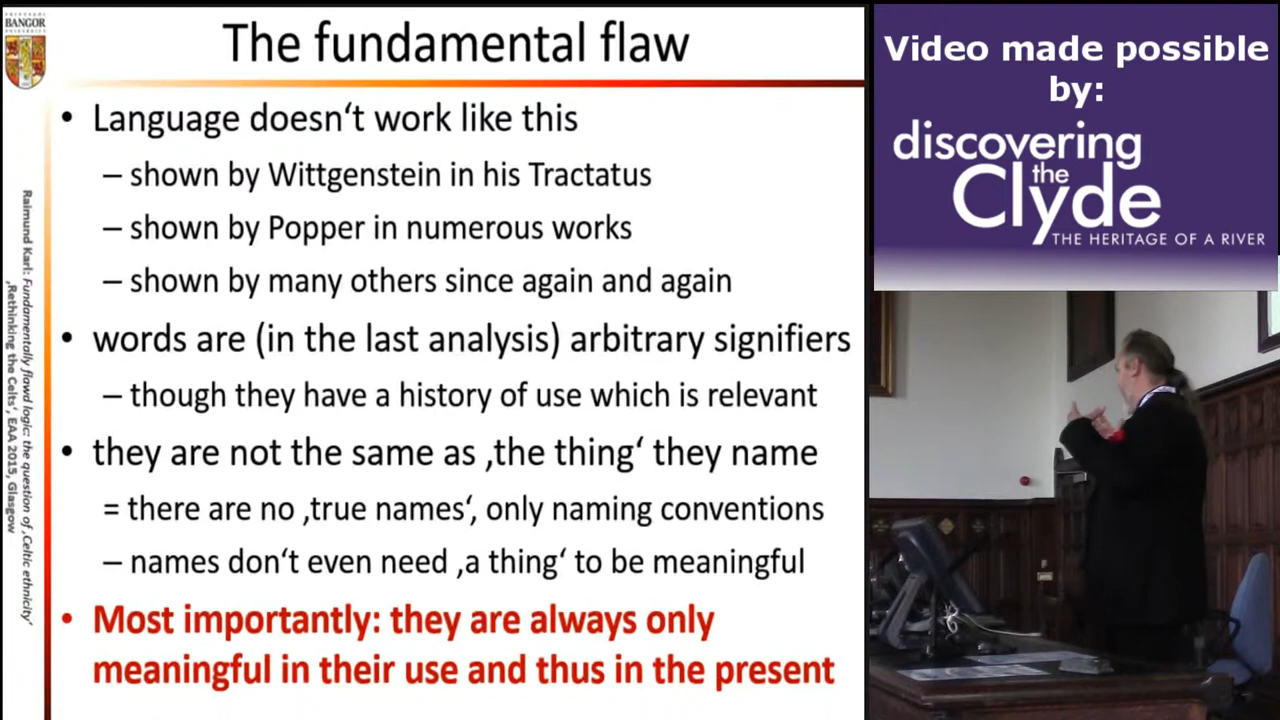 BANGOR
UNIVERSITY
The fundamental flaw
• Language doesn‘t work like this
– shown by Wittgenstein in his Tractatus
– shown by Popper in numerous works
– shown by many others since again and again
• words are (in the last analysis) arbitrary signifiers
– though they have a history of use which is relevant
• they are not the same as ‚the thing‘ they name
= there are no ‚true names‘, only naming conventions
– names don‘t even need ‚a thing‘ to be meaningful
• Most importantly: they are always only
meaningful in their use and thus in the present
Raimund Karl: Fundamentally flawd logic: the question of ‚Celtic ethnicity‘
‚Rethinking the Celts‘, EAA 2015, Glasgow
Video made possible
by:
discovering
the
Clyde
THE HERITAGE OF A RIVER